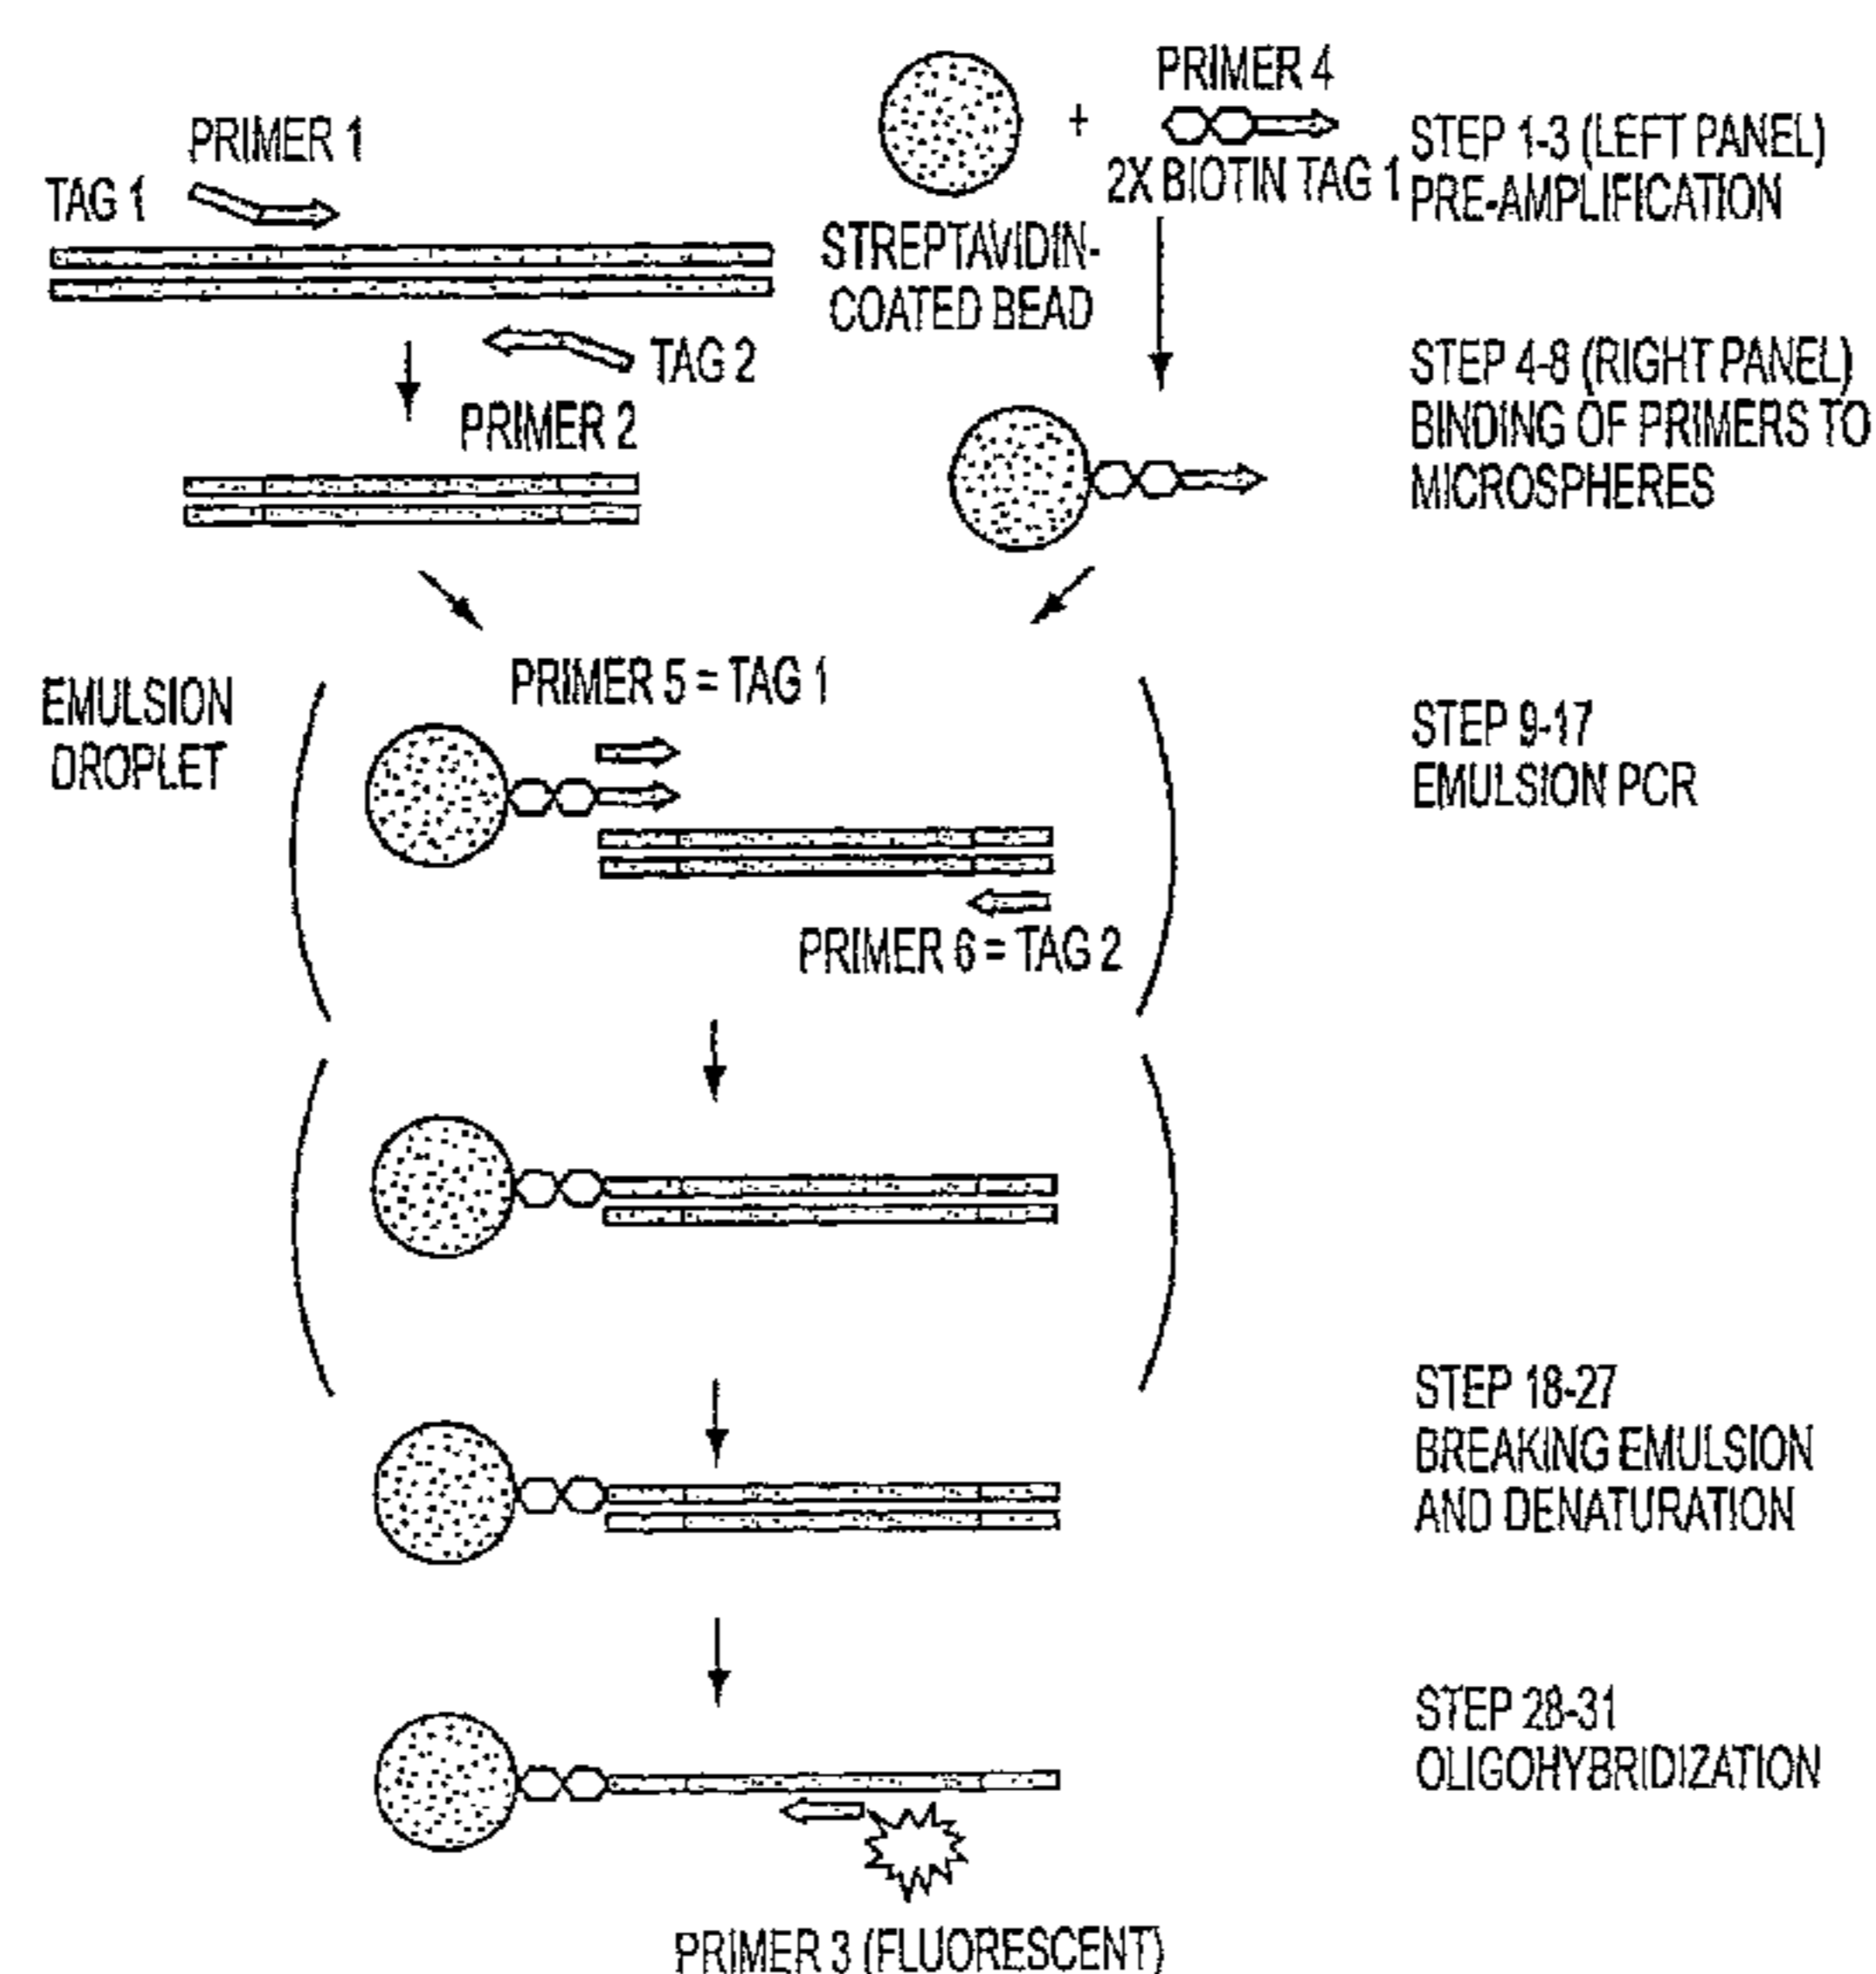 PRIMER 1
TAG 1
TAG 2
PRIMER 2
PRIMER 4
+
2X BIOTIN TAG 1
STREPTAVIDIN-
COATED BEAD
STEP 1-3 (LEFT PANEL)
PRE-AMPLIFICATION
STEP 4-8 (RIGHT PANEL)
BINDING OF PRIMERS TO
MICROSPHERES
EMULSION
DROPLET
PRIMER 5 = TAG 1
PRIMER 6 = TAG 2
STEP 9-17
EMULSION PCR
STEP 18-27
BREAKING EMULSION
AND DENATURATION
STEP 28-31
OLIGOHYBRIDIZATION
PRIMER 3 (FLUORESCENT)